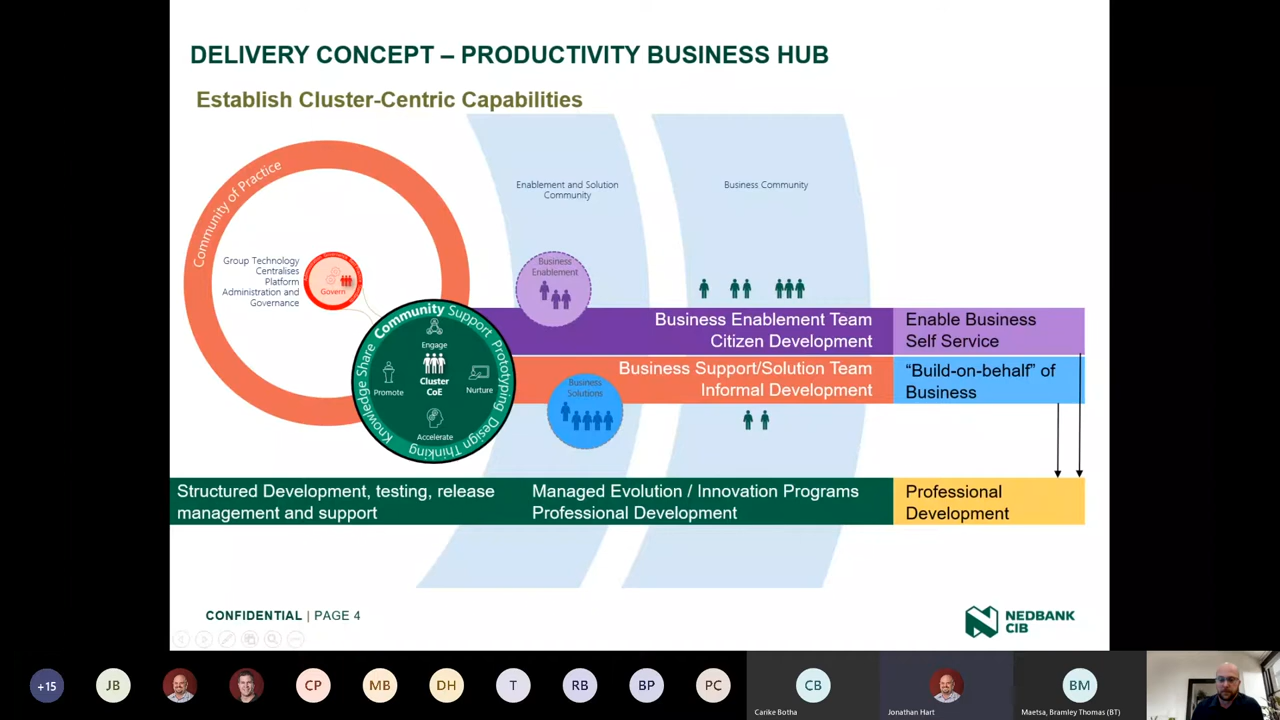 DELIVERY CONCEPT – PRODUCTIVITY BUSINESS HUB
Establish Cluster-Centric Capabilities
Community of Practice
Enablement and Solution
Community
Business Community
Group Technology
Centralises
Platform
Administration and
Governance
Govern
Business
Enablement
Community Support Prototyping Design Thinking Knowledge Share
Engage
Cluster
CoE
Promote
Nurture
Accelerate
Business Enablement Team
Citizen Development
Enable Business
Self Service
Business Support/Solution Team
Informal Development
“Build-on-behalf” of
Business
Business
Solutions
Structured Development, testing, release
management and support
Managed Evolution / Innovation Programs
Professional Development
Professional
Development
CONFIDENTIAL | PAGE 4
NEDBANK
CIB
+15
JB
CP
MB
DH
T
RB
BP
PC
CB
BM
Carike Botha
Jonathan Hart
Maetsa, Bramley Thomas (BT)